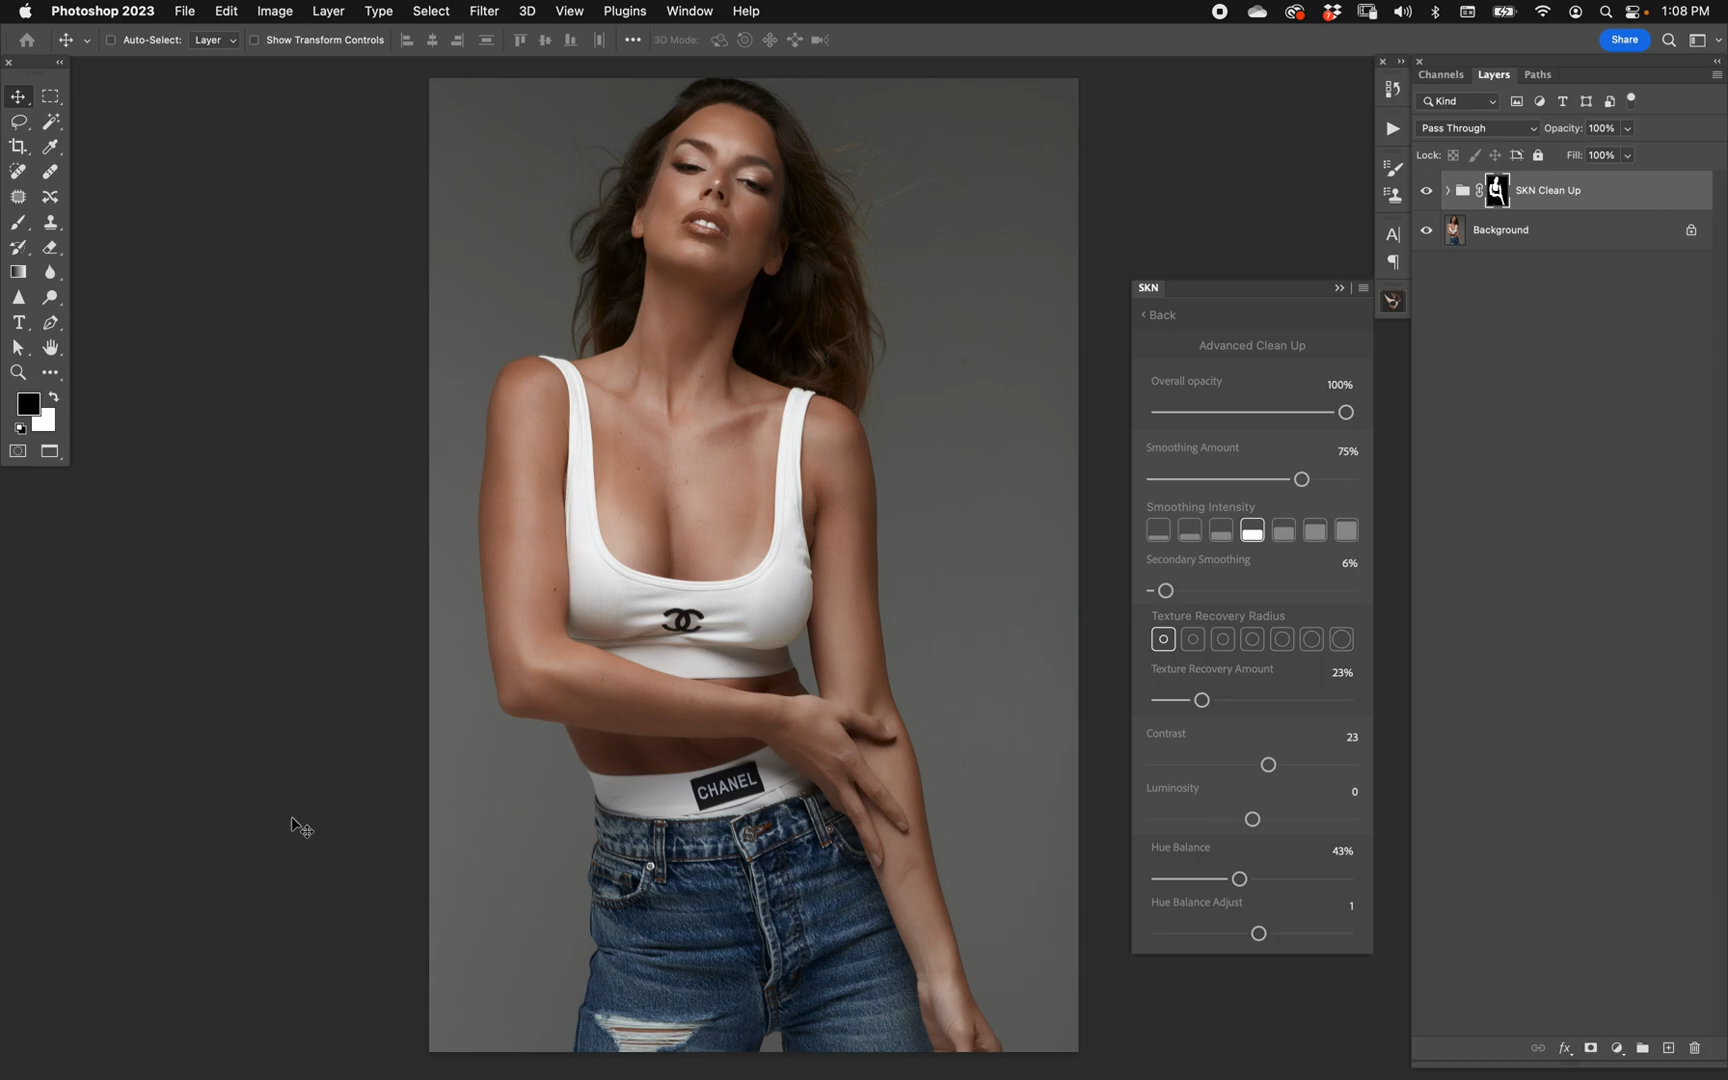 Photoshop 2023 File Edit Image Layer Type Select Filter 3D View Plugins Window Help 1:08 PM
Auto-Select: Layer Show Transform Controls 3D Mode: Share
Channels Layers Paths
Kind
Pass Through Opacity: 100%
Lock: Fill: 100%
SKN Clean Up
Background
SKN
Back
Advanced Clean Up
Overall opacity 100%
Smoothing Amount 75%
Smoothing Intensity
Secondary Smoothing 6%
Texture Recovery Radius
Texture Recovery Amount 23%
Contrast 23
Luminosity 0
Hue Balance 43%
Hue Balance Adjust 1
CHANEL